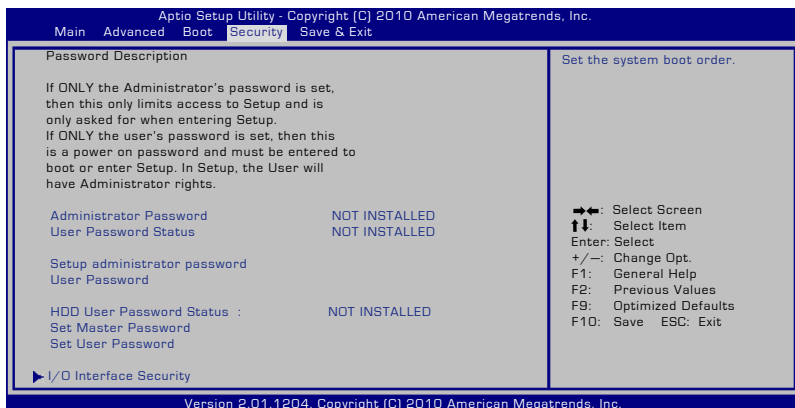 Aptio Setup Utility - Copyright (C) 2010 American Megatrends, Inc.
Main Advanced Boot Security Save & Exit
Password Description
If ONLY the Administrator's password is set,
then this only limits access to Setup and is
only asked for when entering Setup.
If ONLY the user's password is set, then this
is a power on password and must be entered to
boot or enter Setup. In Setup, the User will
have Administrator rights.
Administrator Password NOT INSTALLED
User Password Status NOT INSTALLED
Setup administrator password
User Password
HDD User Password Status : NOT INSTALLED
Set Master Password
Set User Password
I/O Interface Security
Set the system boot order.
→←: Select Screen
↑↓: Select Item
Enter: Select
+/—: Change Opt.
F1: General Help
F2: Previous Values
F9: Optimized Defaults
F10: Save ESC: Exit
Version 2.01.1204. Copyright (C) 2010 American Megatrends, Inc.